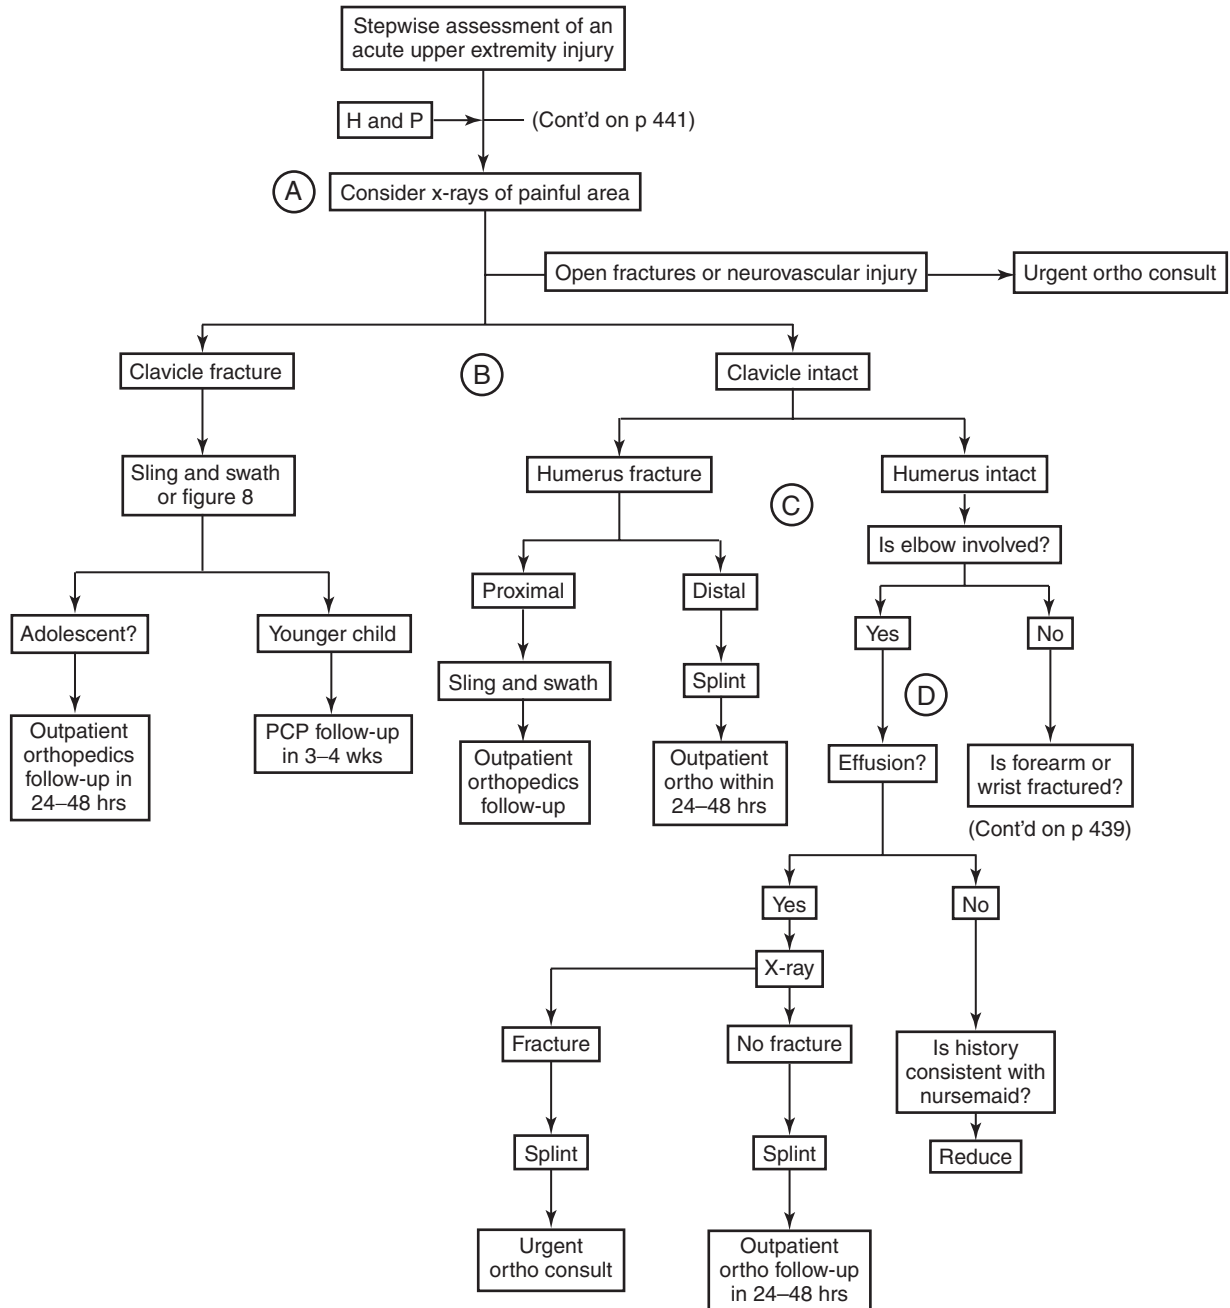 Stepwise assessment of an
acute upper extremity injury
H and P
(Cont'd on p 441)
A
Consider x-rays of painful area
Open fractures or neurovascular injury
Urgent ortho consult
Clavicle fracture
B
Clavicle intact
Sling and swath
or figure 8
Humerus fracture
Humerus intact
C
Is elbow involved?
Adolescent?
Younger child
Proximal
Distal
Yes
No
Outpatient
orthopedics
follow-up in
24–48 hrs
PCP follow-up
in 3–4 wks
Sling and swath
Splint
D
Outpatient
orthopedics
follow-up
Outpatient
ortho within
24–48 hrs
Effusion?
Is forearm or
wrist fractured?
(Cont'd on p 439)
Yes
No
X-ray
Fracture
No fracture
Is history
consistent with
nursemaid?
Splint
Splint
Reduce
Urgent
ortho consult
Outpatient
ortho follow-up
in 24–48 hrs